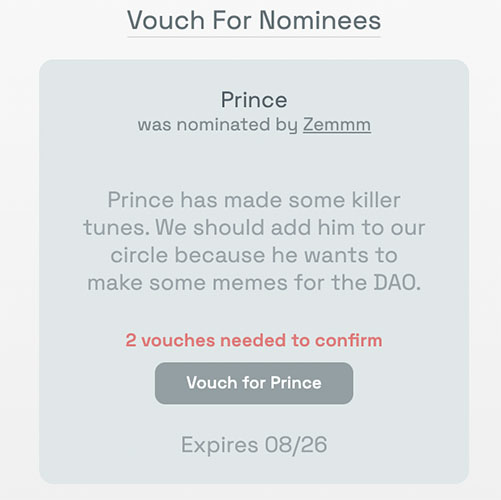 Vouch For Nominees
Prince
was nominated by Zemmm
Prince has made some killer
tunes. We should add him to our
circle because he wants to
make some memes for the DAO.
2 vouches needed to confirm
Vouch for Prince
Expires 08/26